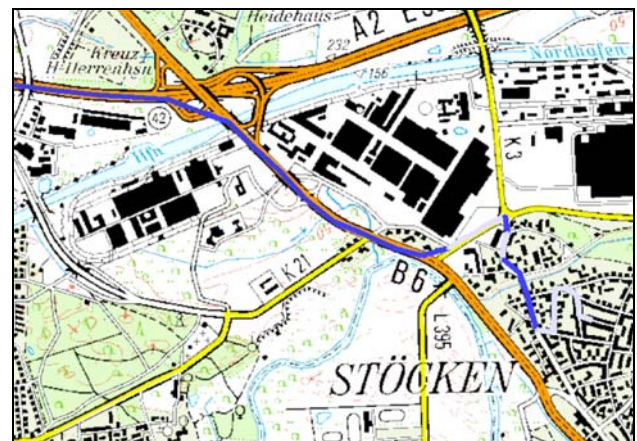 Heidehaus
A2
232
Nordhafen
Kreuz
H-Herrenhsn
156
42
K 3
K 21
B 6
L 395
STÖCKEN